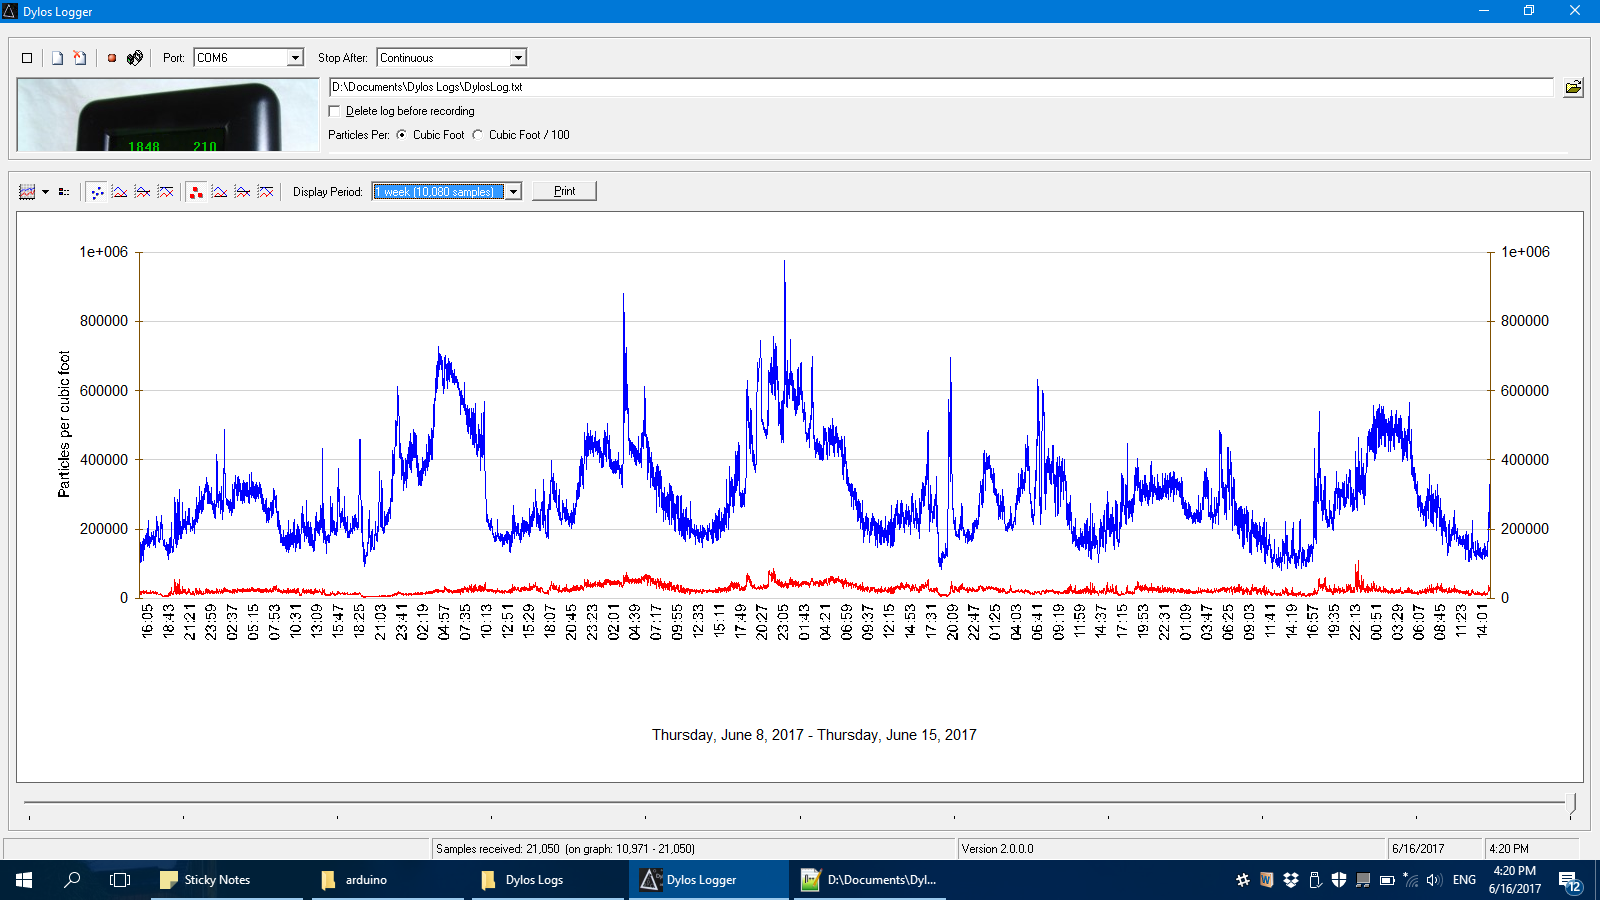 Dylos Logger
Port: COM6 Stop After: Continuous
D:\Documents\Dylos Logs\DylosLog.txt
Delete log before recording
Particles Per: Cubic Foot Cubic Foot / 100
1848 210
Display Period: 1 week (10,080 samples) Print
1e+006 1e+006
800000 800000
600000 600000
400000 400000
200000 200000
0 0
Particles per cubic foot
16:05 18:43 21:21 23:59 02:37 05:15 07:53 10:31 13:09 15:47 18:25 21:03 23:41 02:19 04:57 07:35 10:13 12:51 15:29 18:07 20:45 23:23 02:01 04:39 07:17 09:55 12:33 15:11 17:49 20:27 23:05 01:43 04:21 06:59 09:37 12:15 14:53 17:31 20:09 22:47 01:25 04:03 06:41 09:19 11:59 14:37 17:15 19:53 22:31 01:09 03:47 06:25 09:03 11:41 14:19 16:57 19:35 22:13 00:51 03:29 06:07 08:45 11:23 14:01
Thursday, June 8, 2017 - Thursday, June 15, 2017
Samples received: 21,050 (on graph: 10,971 - 21,050) Version 2.0.0.0 6/16/2017 4:20 PM
Sticky Notes arduino Dylos Logs Dylos Logger D:\Documents\Dyl... ENG 4:20 PM
6/16/2017 12